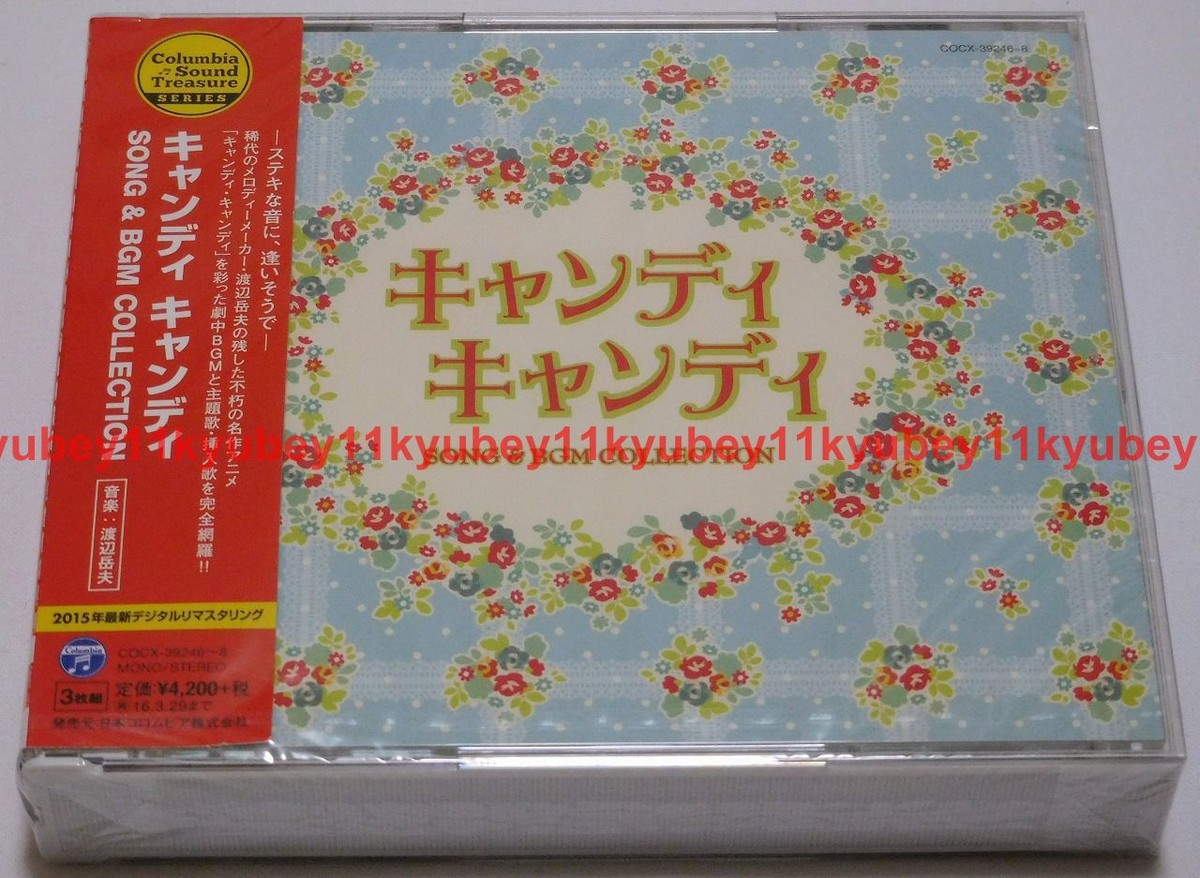 Columbia
Sound
Treasure
SERIES
キャンディ キャンディ
SONG & BGM COLLECTION
音楽:渡辺岳夫
―ステキな音に、逢いそうで―
稀代のメロディーメーカー・渡辺岳夫の残した不朽の名作アニメ
「キャンディ・キャンディ」を彩った劇中BGMと主題歌・挿入歌を完全網羅!!
2015年最新デジタルリマスタリング
Columbia
COCX-39246~8
MONO/STEREO
3枚組 定価:¥4,200+税
16.3.29まで
発売元・日本コロムビア株式会社
COCX-39246~8
キャンディ
キャンディ
SONG & BGM COLLECTION
kyubey11kyubey11kyubey11kyubey11kyubey